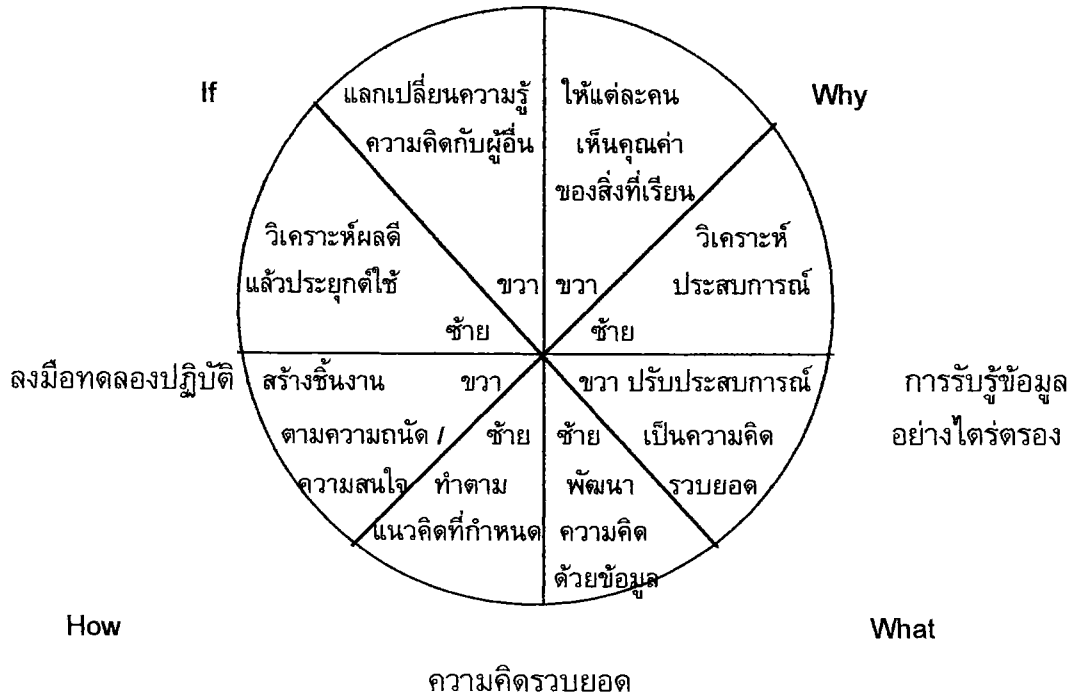 If
Why
แลกเปลี่ยนความรู้
ความคิดกับผู้อื่น
ให้แต่ละคน
เห็นคุณค่า
ของสิ่งที่เรียน
วิเคราะห์ผลดี
แล้วประยุกต์ใช้
วิเคราะห์
ประสบการณ์
ขวา
ขวา
ซ้าย
ซ้าย
ลงมือทดลองปฏิบัติ
สร้างชิ้นงาน
ตามความถนัด /
ความสนใจ
ขวา
ขวา
ปรับประสบการณ์
เป็นความคิด
รวบยอด
การรับรู้ข้อมูล
อย่างไตร่ตรอง
ซ้าย
ซ้าย
ทำตาม
แนวคิดที่กำหนด
พัฒนา
ความคิด
ด้วยข้อมูล
How
What
ความคิดรวบยอด